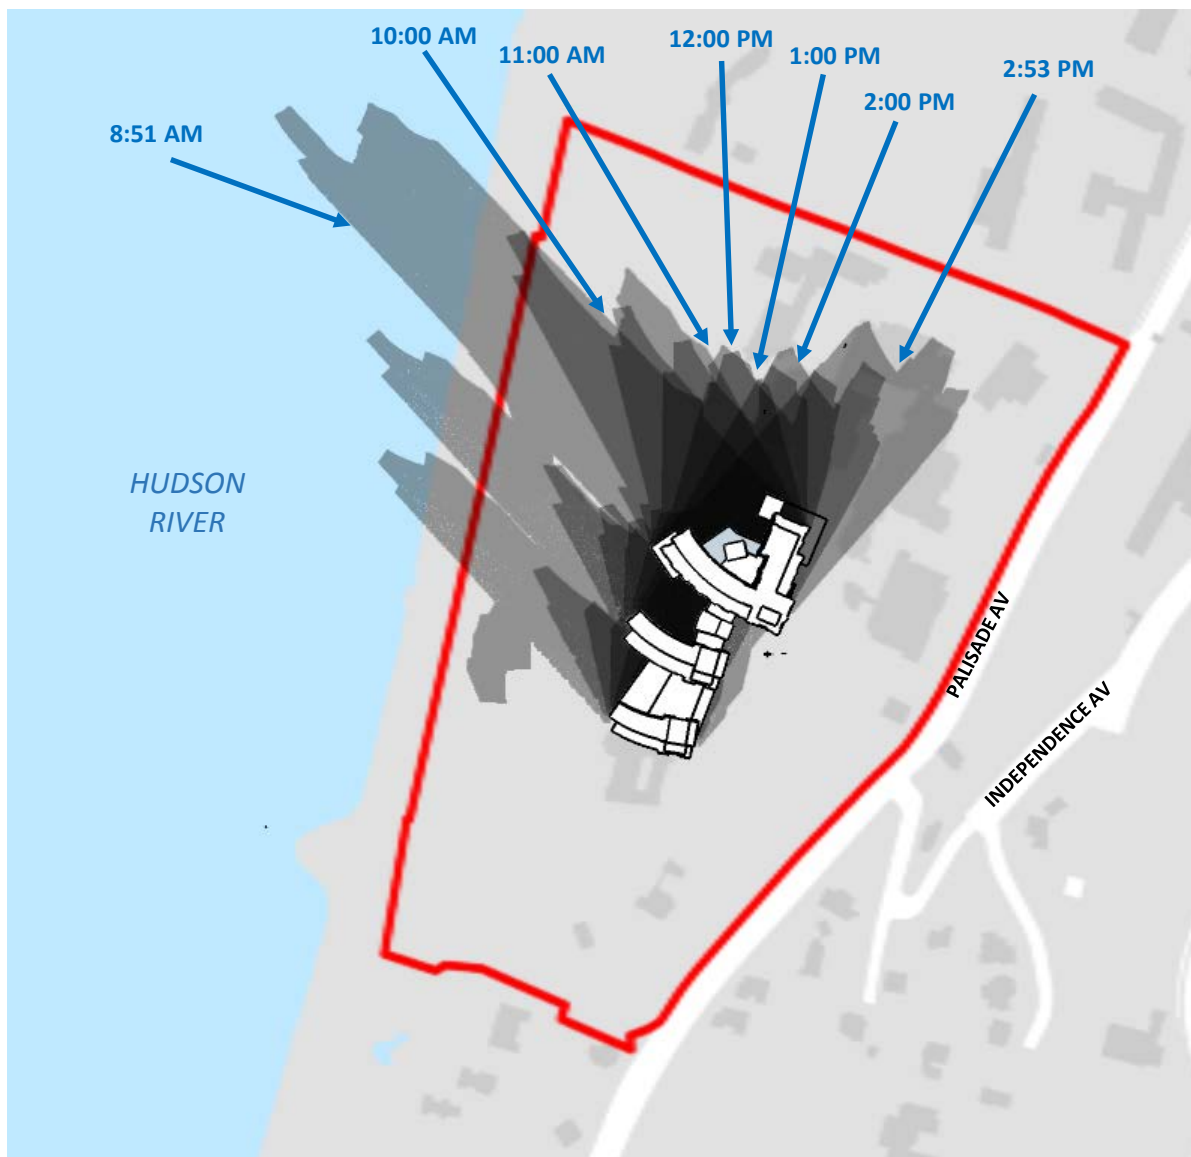 10:00 AM
11:00 AM
12:00 PM
1:00 PM
2:00 PM
2:53 PM
8:51 AM
HUDSON
RIVER
PALISADE AV
INDEPENDENCE AV